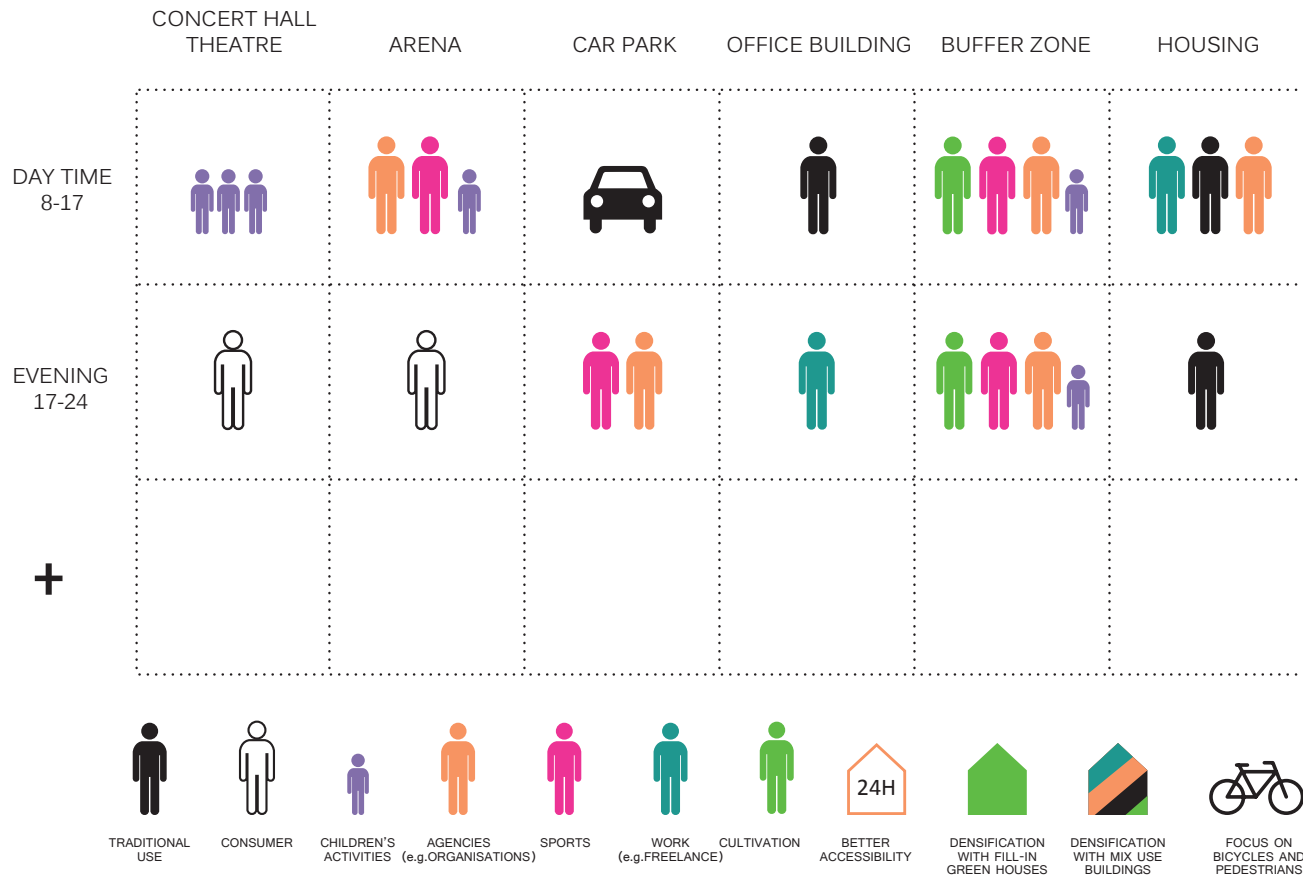 CONCERT HALL
THEATRE
ARENA
CAR PARK
OFFICE BUILDING
BUFFER ZONE
HOUSING
DAY TIME
8-17
EVENING
17-24
+
TRADITIONAL
USE
CONSUMER
CHILDREN'S
ACTIVITIES
AGENCIES
(e.g.ORGANISATIONS)
SPORTS
WORK
(e.g.FREELANCE)
CULTIVATION
24H
BETTER
ACCESSIBILITY
DENSIFICATION
WITH FILL-IN
GREEN HOUSES
DENSIFICATION
WITH MIX USE
BUILDINGS
FOCUS ON
BICYCLES AND
PEDESTRIANS